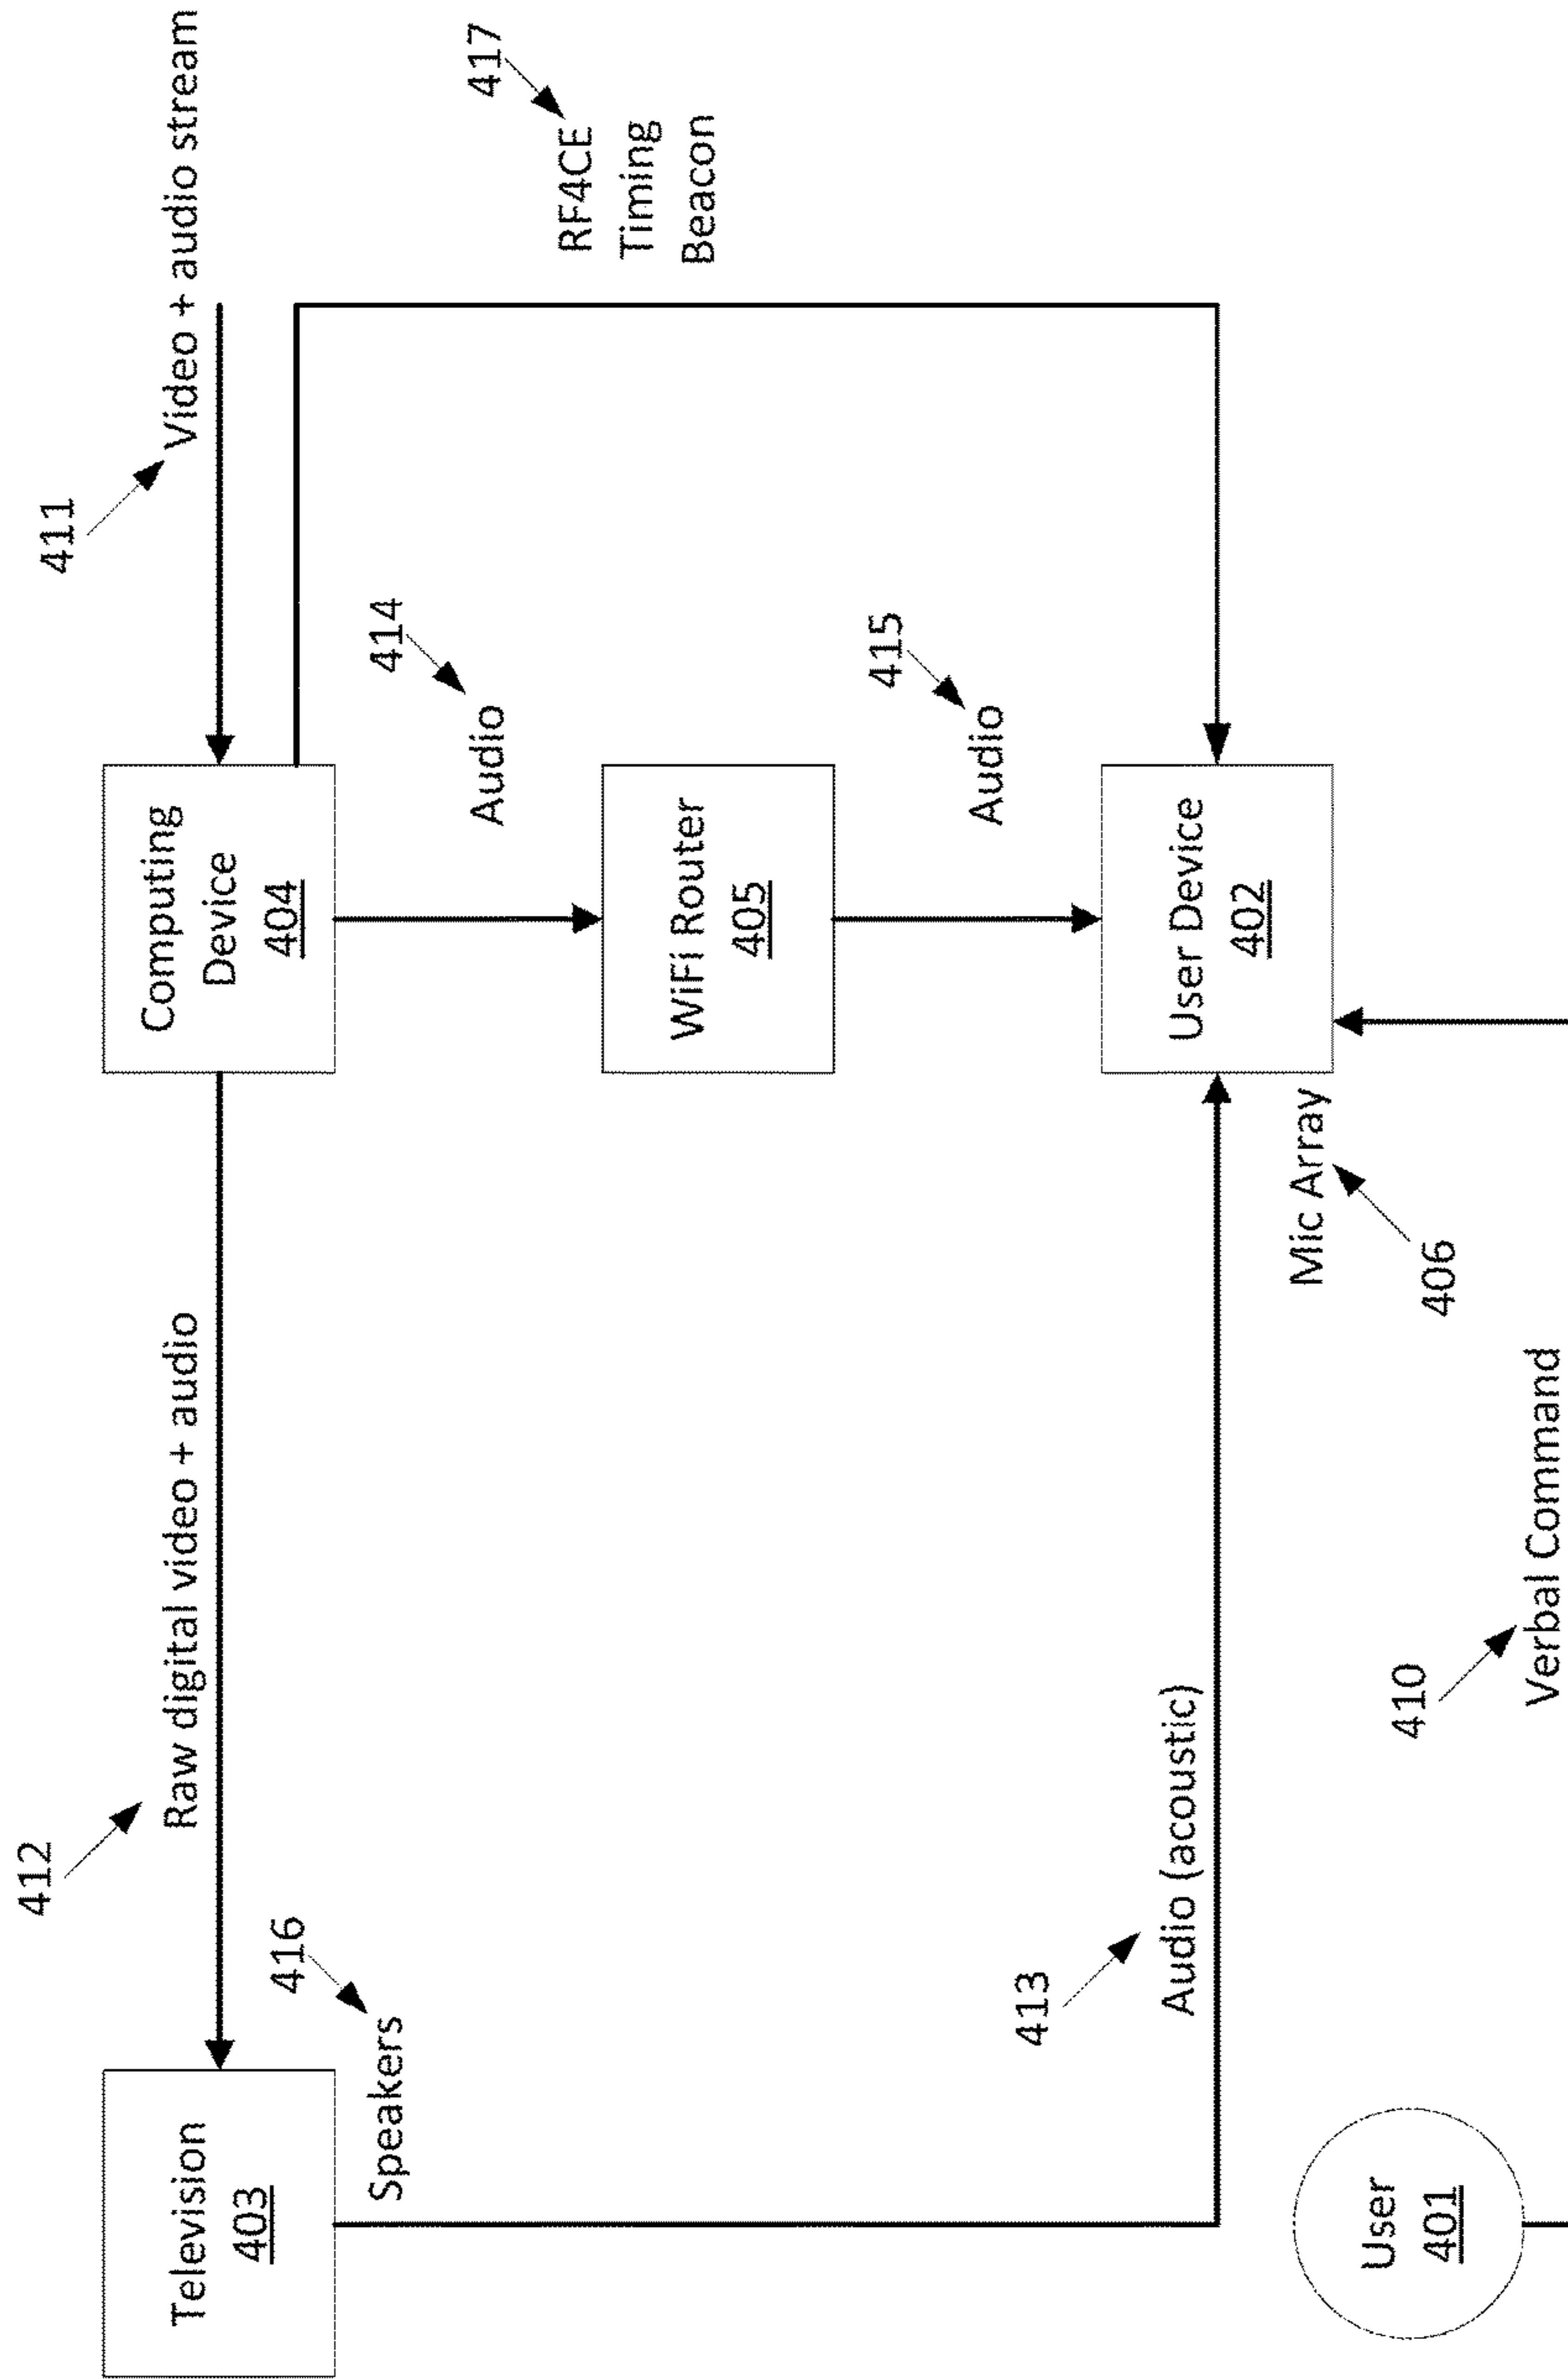 411
Video + audio stream
412
Raw digital video + audio
417
RF4CE
Timing
Beacon
Television
403
416
Speakers
Computing
Device
404
414
Audio
WiFi Router
405
415
Audio
413
Audio (acoustic)
User Device
402
Mic Array
406
User
401
410
Verbal Command